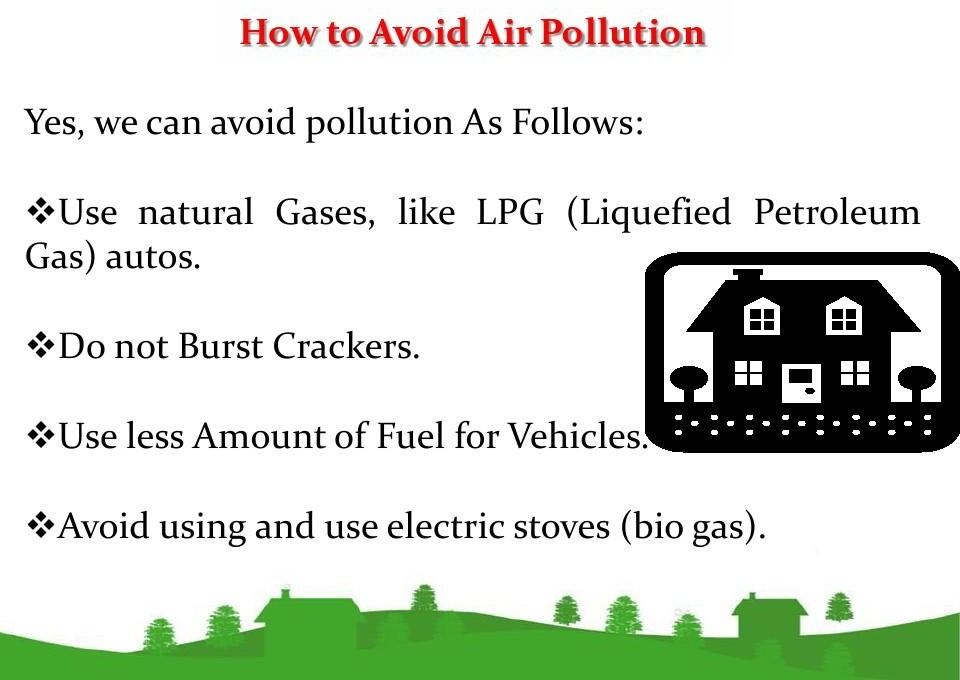 How to Avoid Air Pollution
Yes, we can avoid pollution As Follows:
❖Use natural Gases, like LPG (Liquefied Petroleum
Gas) autos.
❖Do not Burst Crackers.
❖Use less Amount of Fuel for Vehicles.
❖Avoid using and use electric stoves (bio gas).